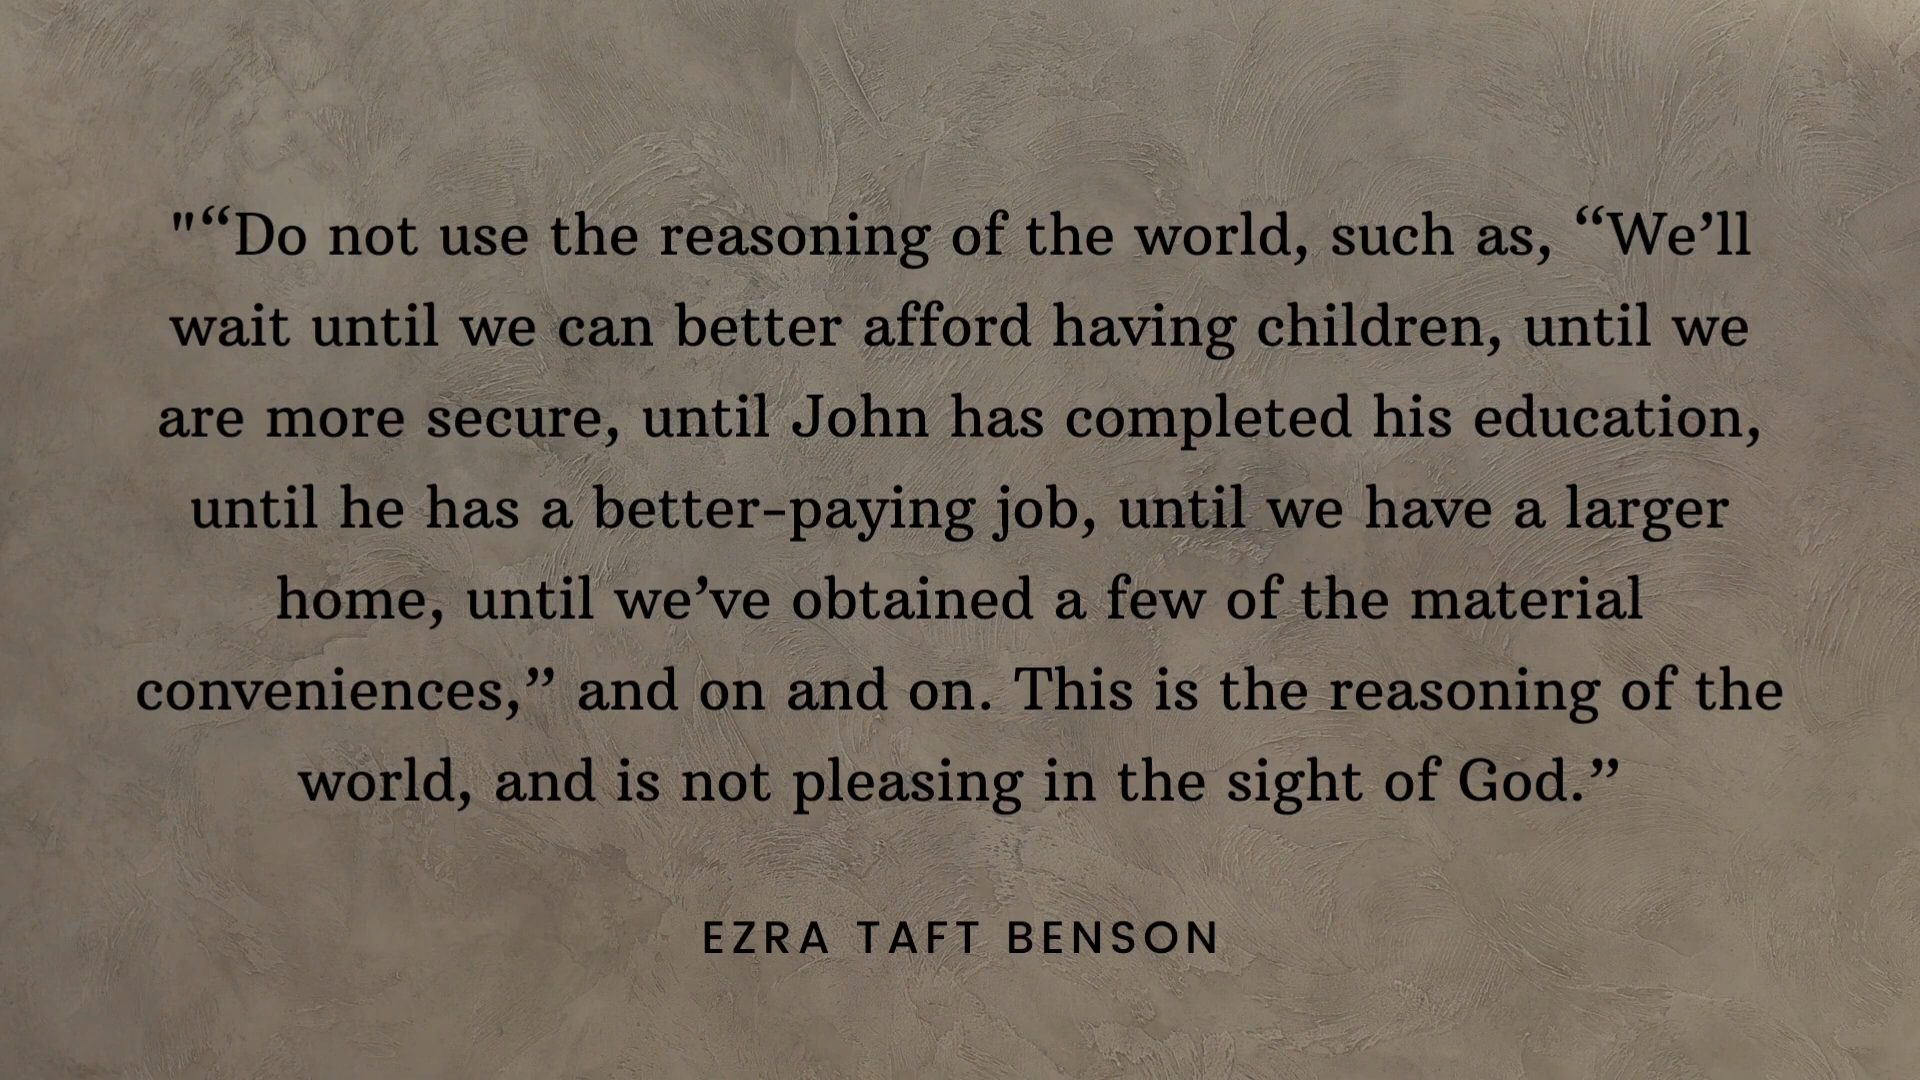 "“Do not use the reasoning of the world, such as, “We’ll
wait until we can better afford having children, until we
are more secure, until John has completed his education,
until he has a better-paying job, until we have a larger
home, until we’ve obtained a few of the material
conveniences,” and on and on. This is the reasoning of the
world, and is not pleasing in the sight of God.”
EZRA TAFT BENSON